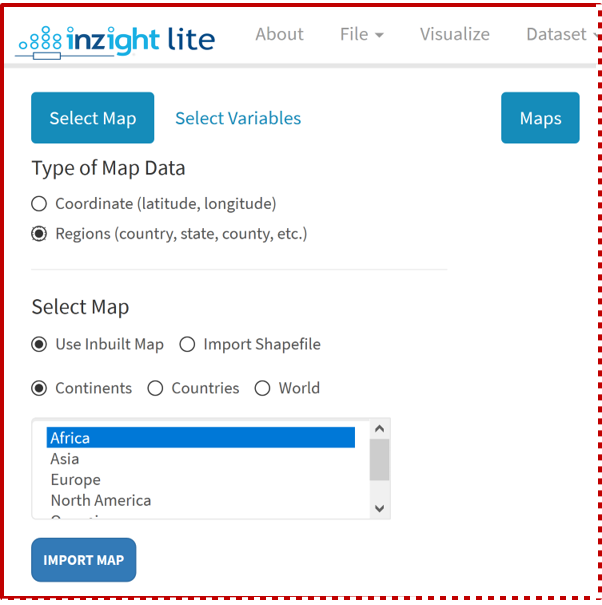 inzight lite About File Visualize Dataset
Select Map Select Variables Maps
Type of Map Data
Coordinate (latitude, longitude)
Regions (country, state, county, etc.)
Select Map
Use Inbuilt Map Import Shapefile
Continents Countries World
Africa
Asia
Europe
North America
IMPORT MAP